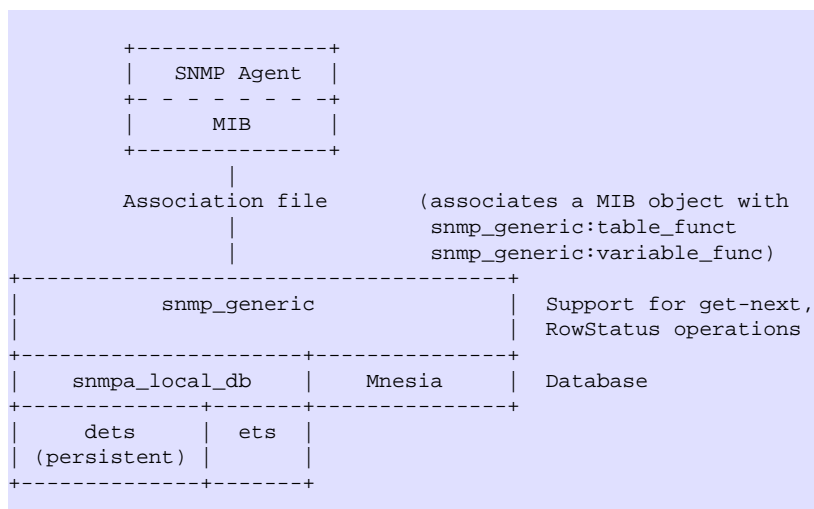 SNMP Agent
MIB
Association file (associates a MIB object with
snmp_generic:table_funct
snmp_generic:variable_func)
snmp_generic Support for get-next,
RowStatus operations
snmpa_local_db Mnesia Database
dets ets
(persistent)